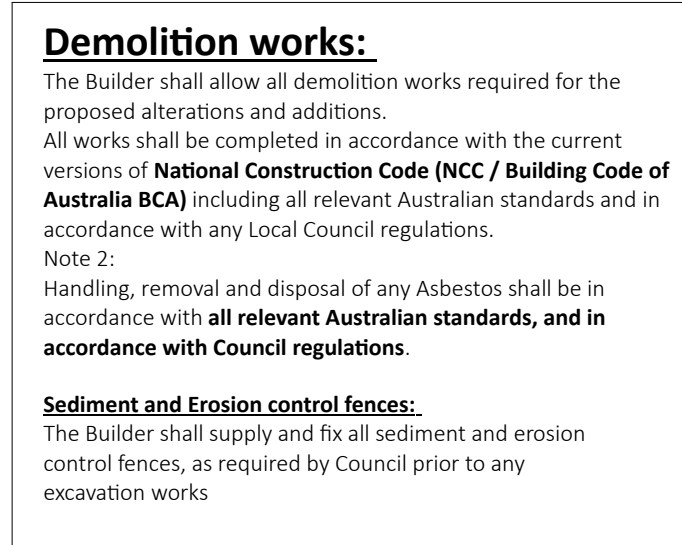 Demolition works:
The Builder shall allow all demolition works required for the
proposed alterations and additions.
All works shall be completed in accordance with the current
versions of National Construction Code (NCC / Building Code of
Australia BCA) including all relevant Australian standards and in
accordance with any Local Council regulations.
Note 2:
Handling, removal and disposal of any Asbestos shall be in
accordance with all relevant Australian standards, and in
accordance with Council regulations.
Sediment and Erosion control fences:
The Builder shall supply and fix all sediment and erosion
control fences, as required by Council prior to any
excavation works